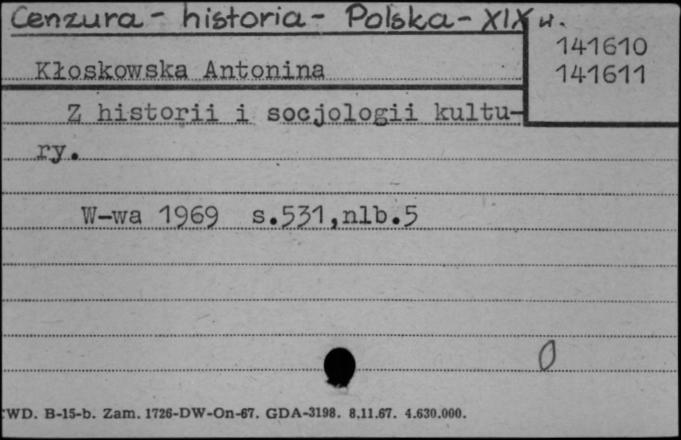 Cenzura - historia - Polska - XIX w.
141610
Kłoskowska Antonina
141611
Z historii i socjologii kultu-
ry.
W-wa 1969 s.531,nlb.5
0
WD. B-15-b. Zam. 1726-DW-On-67. GDA-3198. 8.11.67. 4.630.000.